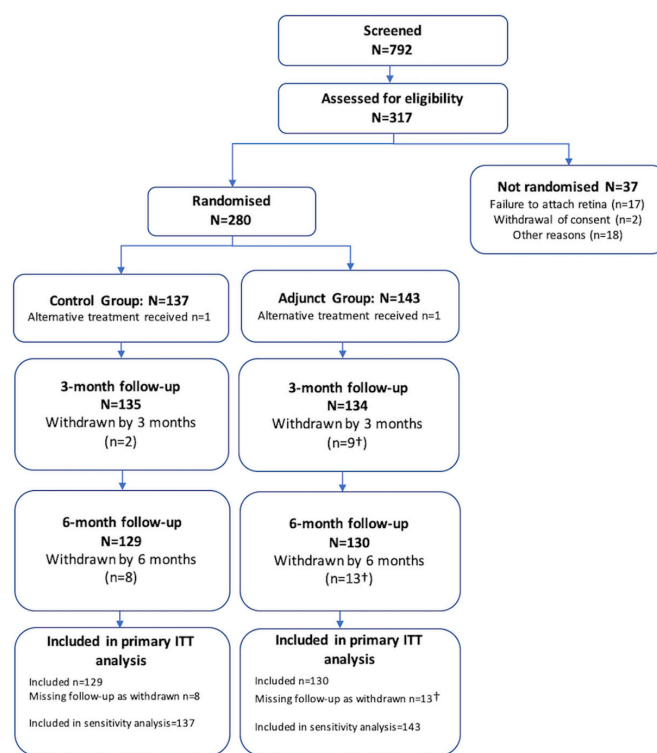 Screened
N=792
Assessed for eligibility
N=317
Not randomised N=37
Failure to attach retina (n=17)
Withdrawal of consent (n=2)
Other reasons (n=18)
Randomised
N=280
Control Group: N=137
Alternative treatment received n=1
Adjunct Group: N=143
Alternative treatment received n=1
3-month follow-up
N=135
Withdrawn by 3 months
(n=2)
3-month follow-up
N=134
Withdrawn by 3 months
(n=9†)
6-month follow-up
N=129
Withdrawn by 6 months
(n=8)
6-month follow-up
N=130
Withdrawn by 6 months
(n=13†)
Included in primary ITT
analysis
Included n=129
Missing follow-up as withdrawn n=8
Included in sensitivity analysis=137
Included in primary ITT
analysis
Included n=130
Missing follow-up as withdrawn n=13†
Included in sensitivity analysis=143